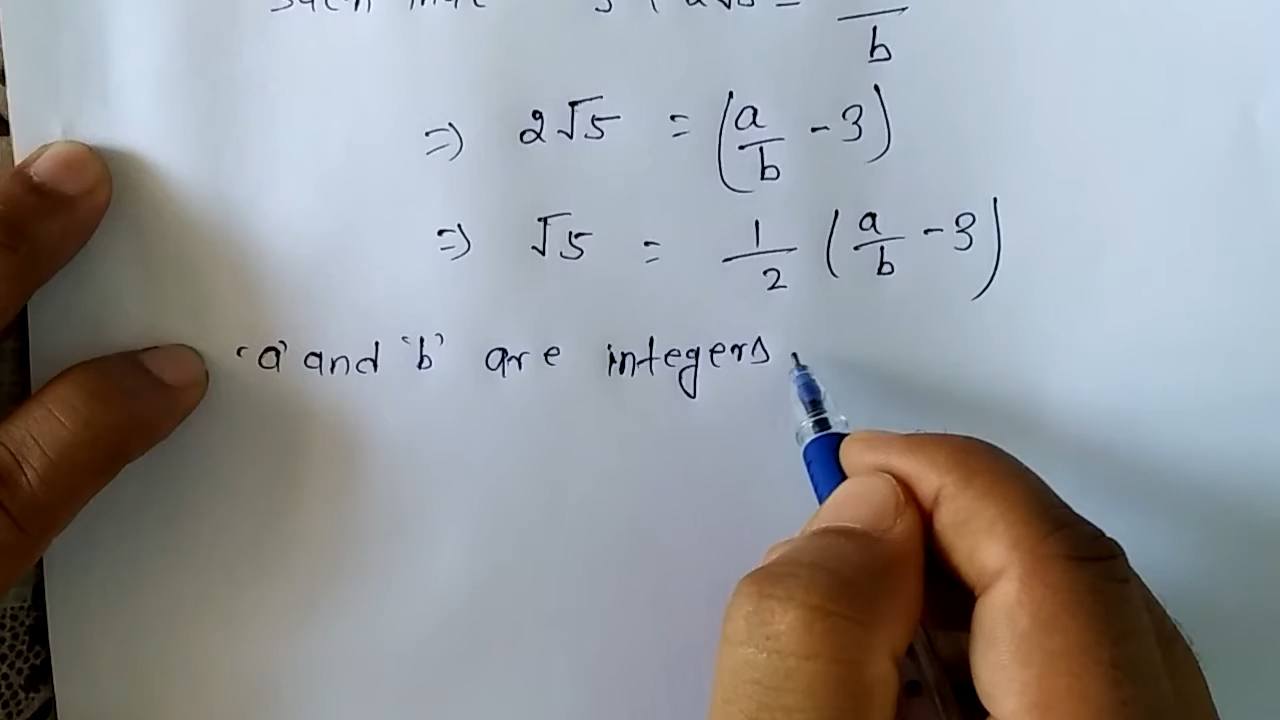 b
=> 2√5 = (a/b - 3)
=> √5 = 1/2 (a/b - 3)
'a' and 'b' are integers